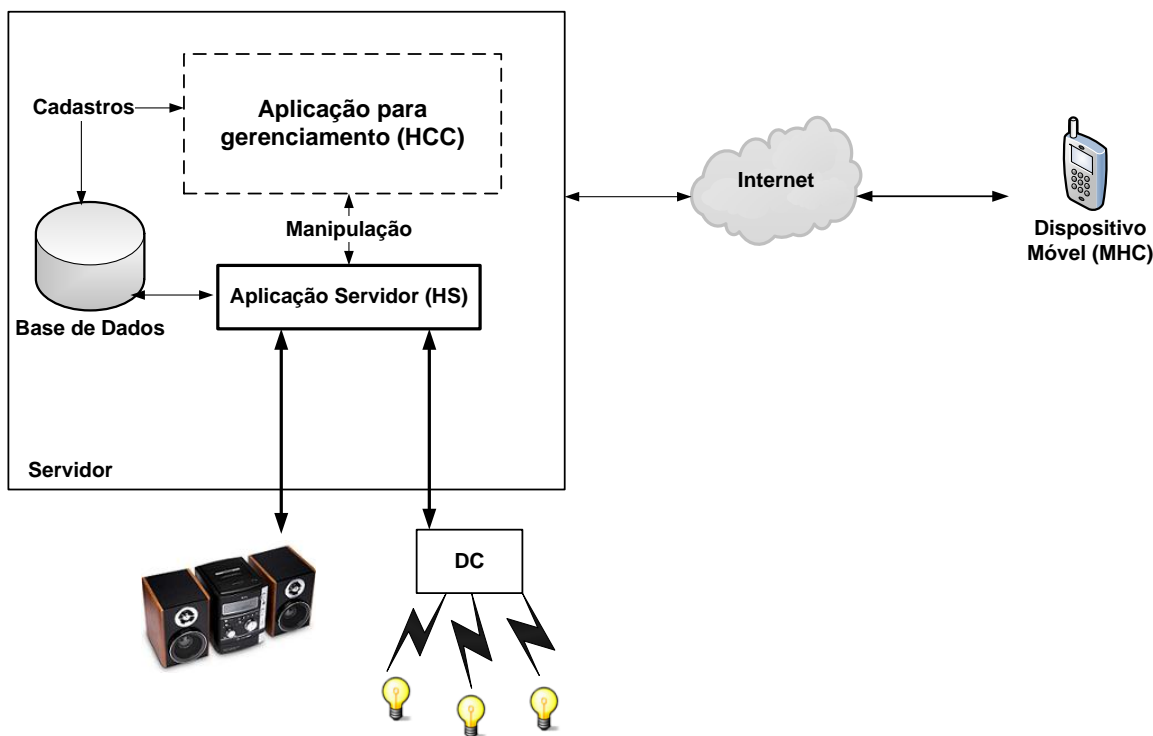 Cadastros
Aplicação para
gerenciamento (HCC)
Manipulação
Aplicação Servidor (HS)
Base de Dados
Servidor
DC
Internet
Dispositivo
Móvel (MHC)